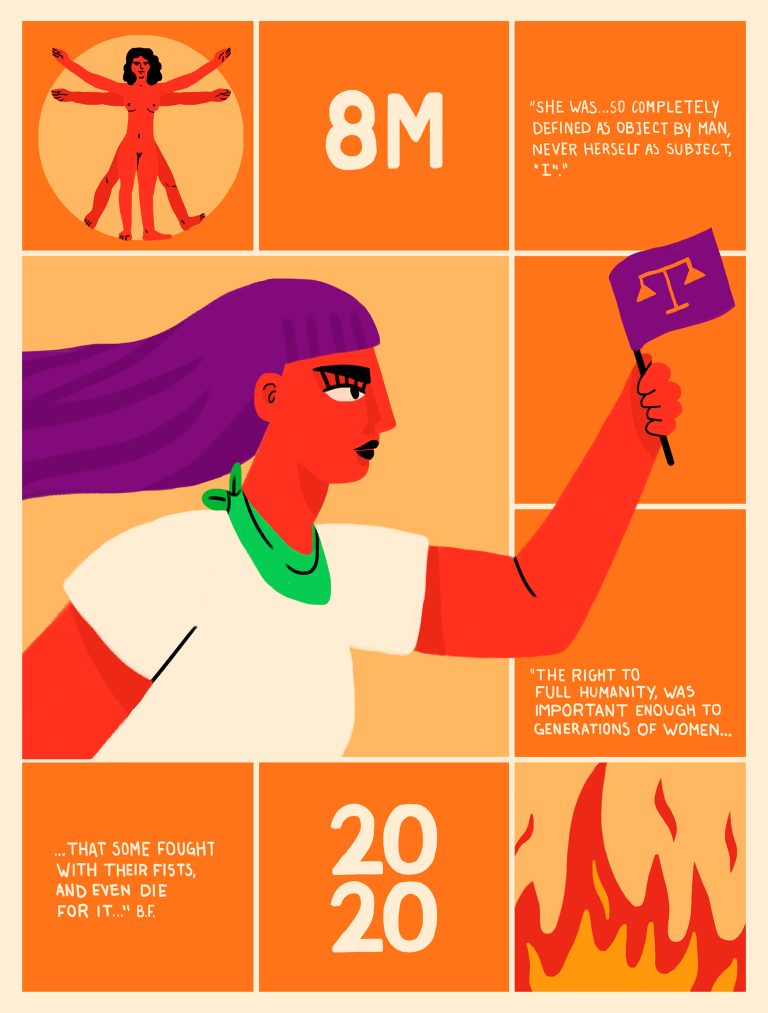 8M
"SHE WAS...SO COMPLETELY
DEFINED AS OBJECT BY MAN,
NEVER HERSELF AS SUBJECT,
"I"."
"THE RIGHT TO
FULL HUMANITY, WAS
IMPORTANT ENOUGH TO
GENERATIONS OF WOMEN...
...THAT SOME FOUGHT
WITH THEIR FISTS,
AND EVEN DIE
FOR IT..." B.F.
20
20